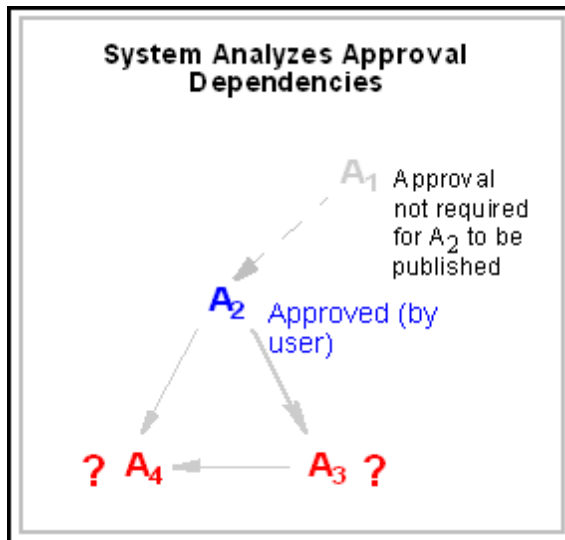 System Analyzes Approval
Dependencies
A1 Approval
not required
for A2 to be
published
A2 Approved (by
user)
? A4
A3 ?